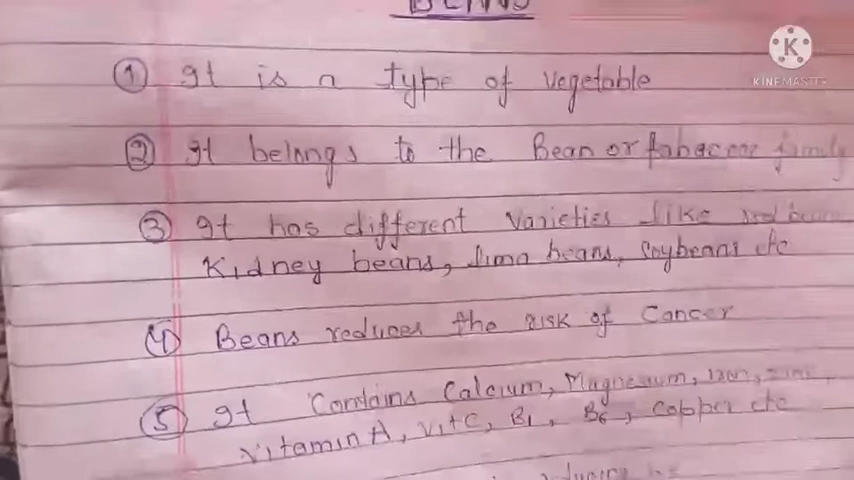 BEANS
① It is a type of vegetable
② It belongs to the Bean or fabaceae family
③ It has different varieties like red beans
Kidney beans, lima beans, Soybeans etc
④ Beans reduces the risk of Cancer
⑤ It Contains Calcium, Magnesium, iron, zinc,
Vitamin A, Vit C, B1, B6, copper etc
KINEMASTER